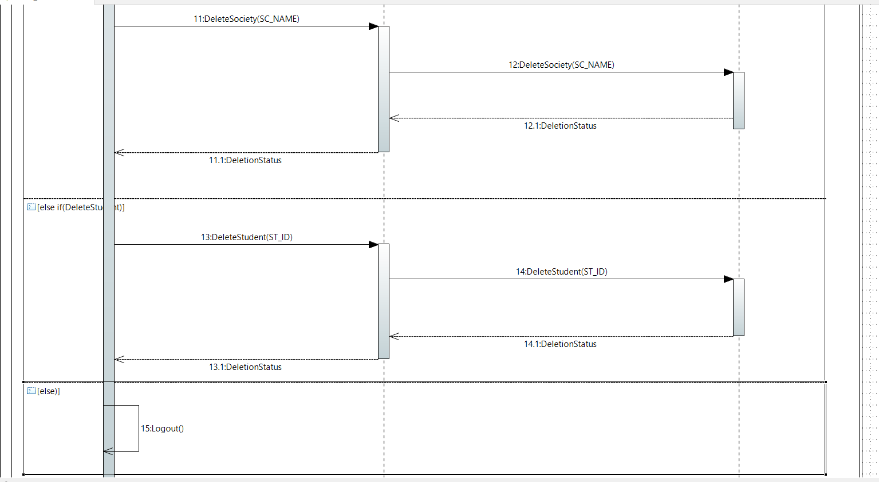 11:DeleteSociety(SC_NAME)
12:DeleteSociety(SC_NAME)
12.1:DeletionStatus
11.1:DeletionStatus
[else if(DeleteStu t)]
13:DeleteStudent(ST_ID)
14:DeleteStudent(ST_ID)
14.1:DeletionStatus
13.1:DeletionStatus
[else)]
15:Logout()